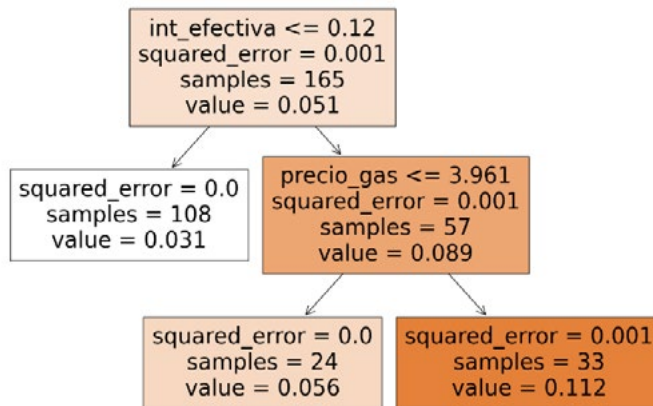 int_efectiva <= 0.12
squared_error = 0.001
samples = 165
value = 0.051
squared_error = 0.0
samples = 108
value = 0.031
precio_gas <= 3.961
squared_error = 0.001
samples = 57
value = 0.089
squared_error = 0.0
samples = 24
value = 0.056
squared_error = 0.001
samples = 33
value = 0.112